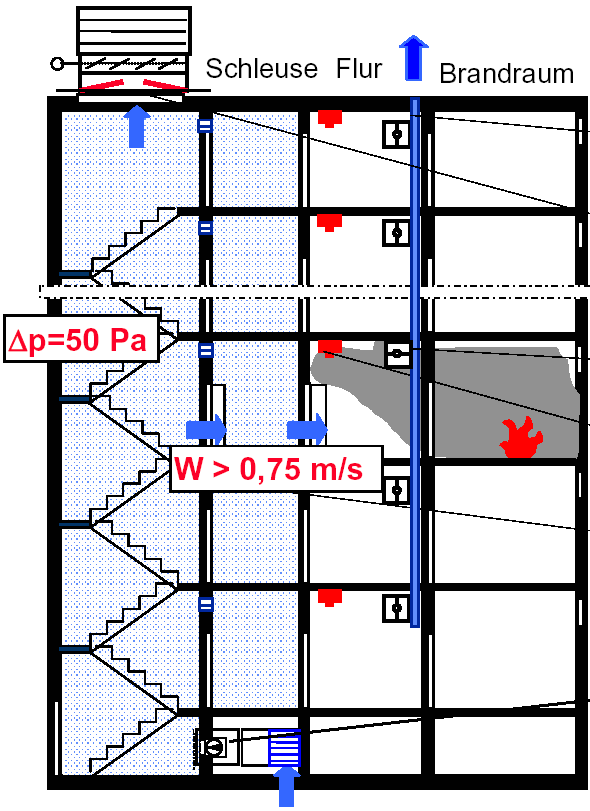 Schleuse Flur Brandraum
Δp=50 Pa
W > 0,75 m/s